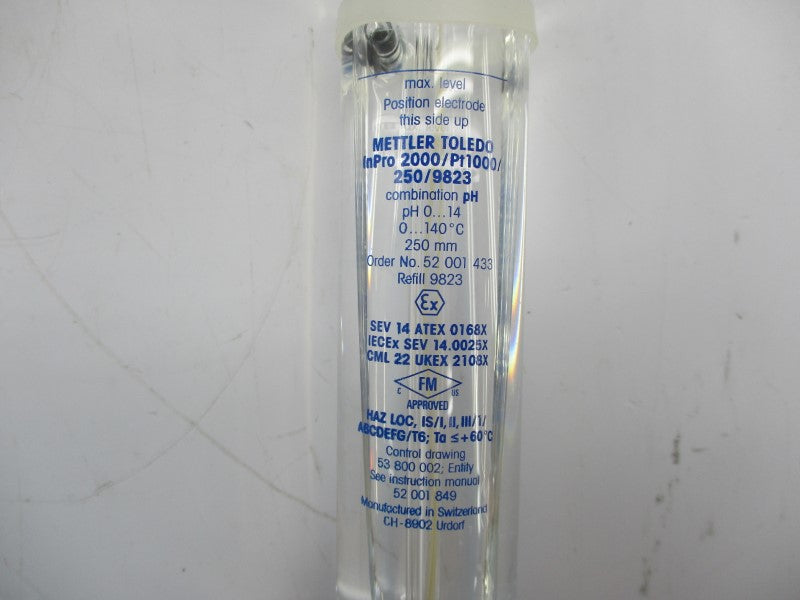 max. level
Position electrode
this side up
METTLER TOLEDO
InPro 2000/Pt1000/
250/9823
combination pH
pH 0...14
0...140°C
250 mm
Order No. 52 001 433
Refill 9823
Ex
SEV 14 ATEX 0168X
IECEx SEV 14.0025X
CML 22 UKEX 2108X
C FM US
APPROVED
HAZ LOC, IS/I, II, III/1/
ABCDEFG/T6; Ta ≤+60°C
Control drawing
53 800 002; Entity
See instruction manual
52 001 849
Manufactured in Switzerland
CH-8902 Urdorf